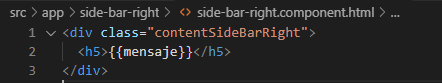 src > app > side-bar-right > <> side-bar-right.component.html > ...
1 <div class="contentSideBarRight">
2 <h5>{{mensaje}}</h5>
3 </div>